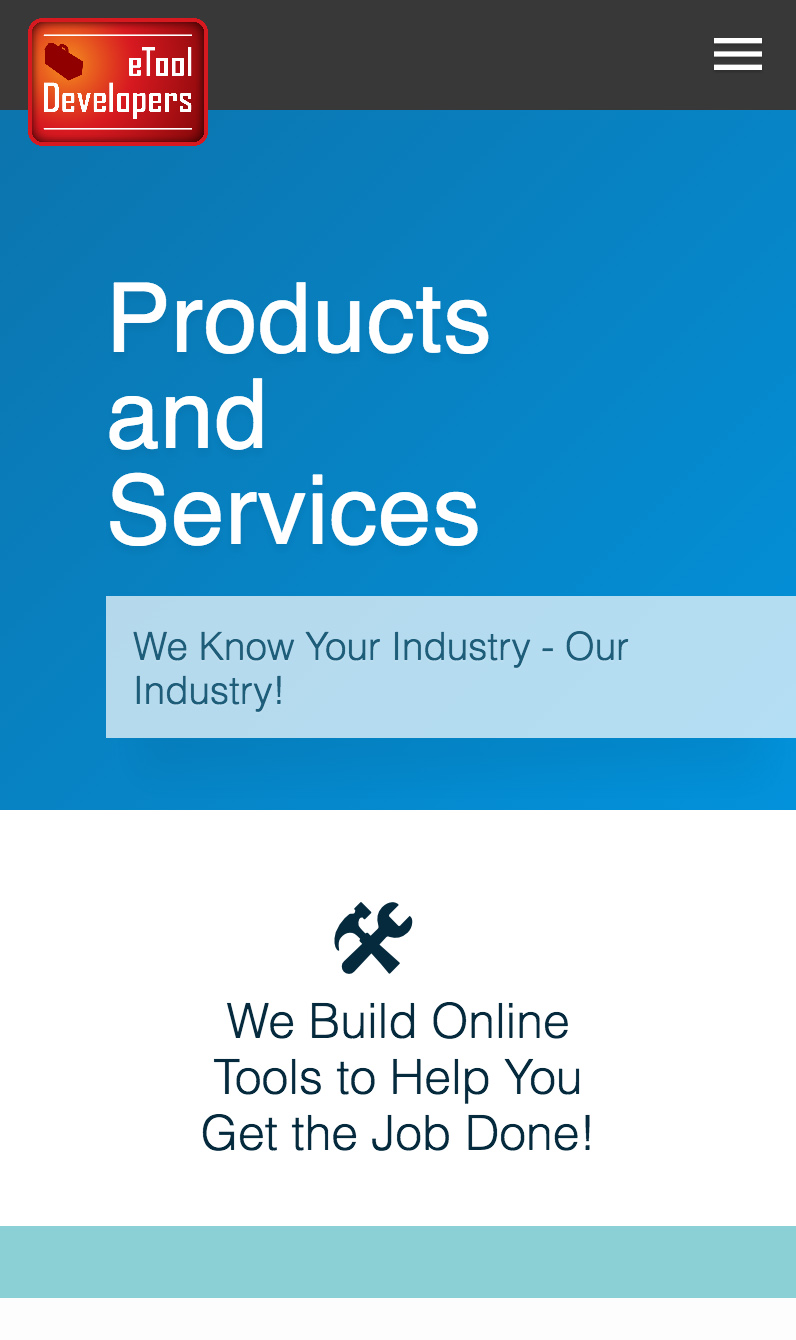 eTool
Developers
Products
and
Services
We Know Your Industry - Our
Industry!
We Build Online
Tools to Help You
Get the Job Done!